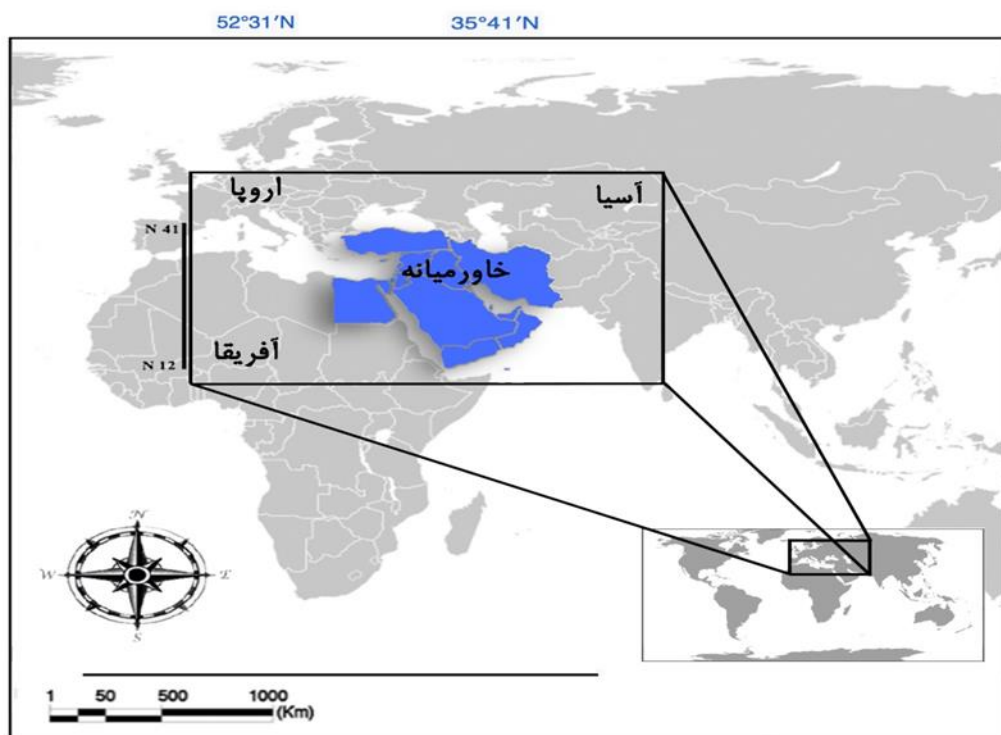 52°31′N 35°41′N
اروپا
آسیا
N 41
خاورمیانه
آفریقا
N 12
N
W E
S
1 50 500 1000
(Km)